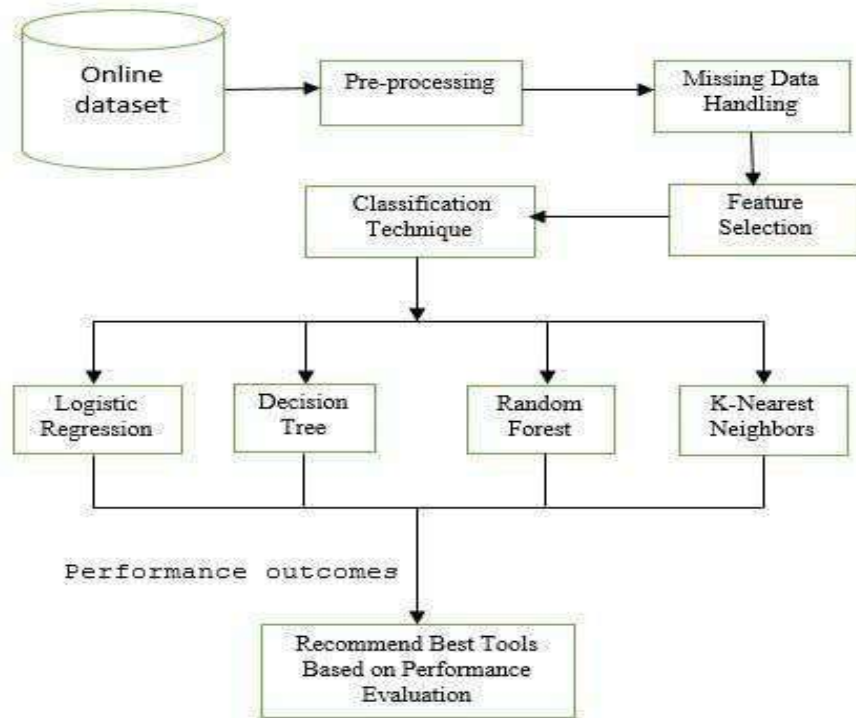 Online
dataset
Pre-processing
Missing Data
Handling
Classification
Technique
Feature
Selection
Logistic
Regression
Decision
Tree
Random
Forest
K-Nearest
Neighbors
Performance outcomes
Recommend Best Tools
Based on Performance
Evaluation